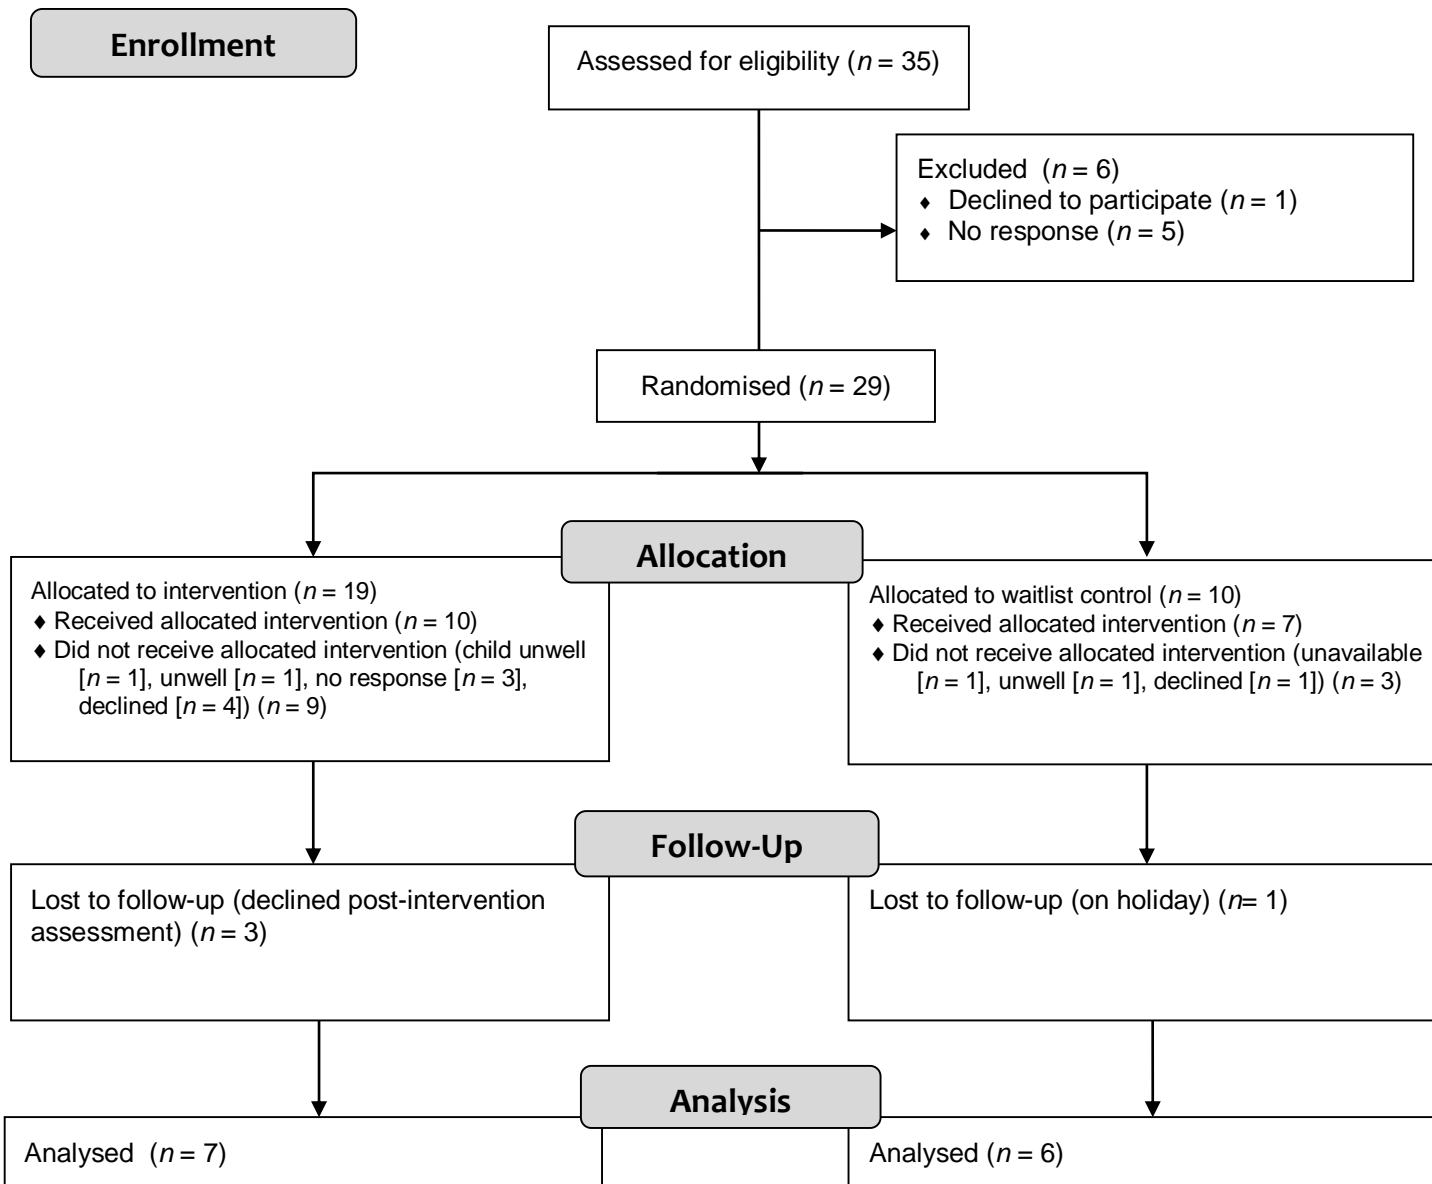 Enrollment
Assessed for eligibility (n = 35)
Excluded (n = 6)
♦ Declined to participate (n = 1)
♦ No response (n = 5)
Randomised (n = 29)
Allocation
Allocated to intervention (n = 19)
♦ Received allocated intervention (n = 10)
♦ Did not receive allocated intervention (child unwell
[n = 1], unwell [n = 1], no response [n = 3],
declined [n = 4]) (n = 9)
Allocated to waitlist control (n = 10)
♦ Received allocated intervention (n = 7)
♦ Did not receive allocated intervention (unavailable
[n = 1], unwell [n = 1], declined [n = 1]) (n = 3)
Follow-Up
Lost to follow-up (declined post-intervention
assessment) (n = 3)
Lost to follow-up (on holiday) (n= 1)
Analysis
Analysed (n = 7)
Analysed (n = 6)